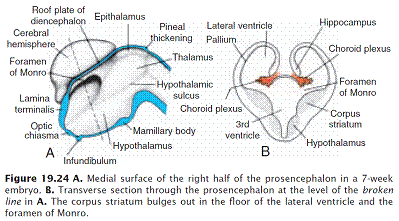 Roof plate of
diencephalon
Epithalamus
Pineal
thickening
Cerebral
hemisphere
Thalamus
Foramen
of Monro
Hypothalamic
sulcus
Lamina
terminalis
Optic
chiasma
Mamillary body
Hypothalamus
Infundibulum
A
Lateral ventricle
Hippocampus
Pallium
Choroid plexus
Foramen
of Monro
Choroid plexus
Corpus
striatum
3rd
ventricle
Hypothalamus
B
Figure 19.24 A. Medial surface of the right half of the prosencephalon in a 7-week
embryo. B. Transverse section through the prosencephalon at the level of the broken
line in A. The corpus striatum bulges out in the floor of the lateral ventricle and the
foramen of Monro.